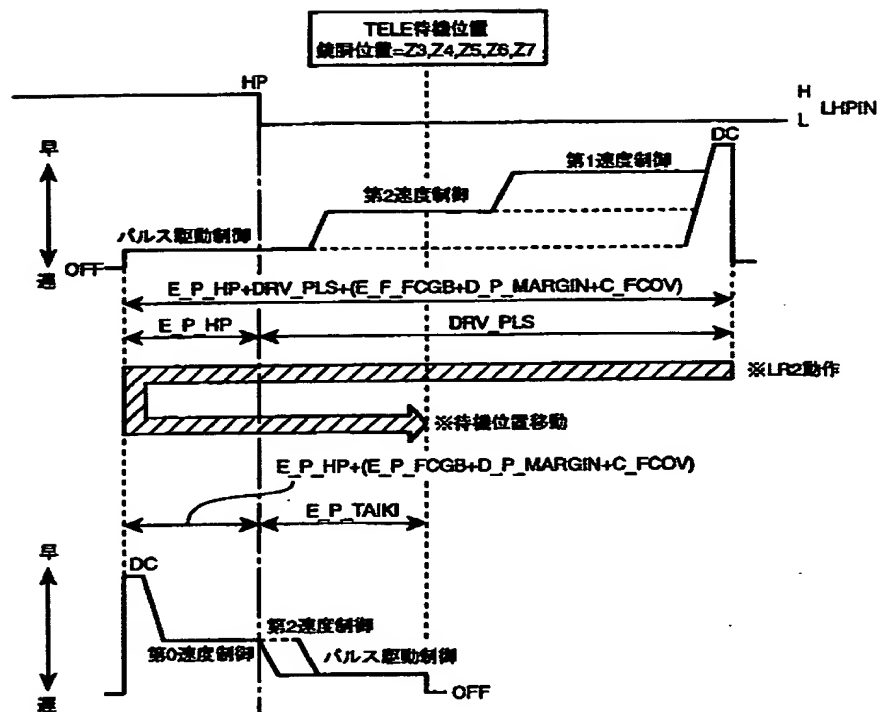 TELE待機位置
鏡胴位置=Z3,Z4,Z5,Z6,Z7
HP
H
L
LHPIN
DC
早
第1速度制御
第2速度制御
パルス駆動制御
遅
OFF
E_P_HP+DRV_PLS+(E_F_FCGB+D_P_MARGIN+C_FCOV)
E_P_HP
DRV_PLS
※LR2動作
※待機位置移動
E_P_HP+(E_P_FCGB+D_P_MARGIN+C_FCOV)
E_P_TAIKI
早
DC
第2速度制御
第0速度制御
パルス駆動制御
OFF
遅